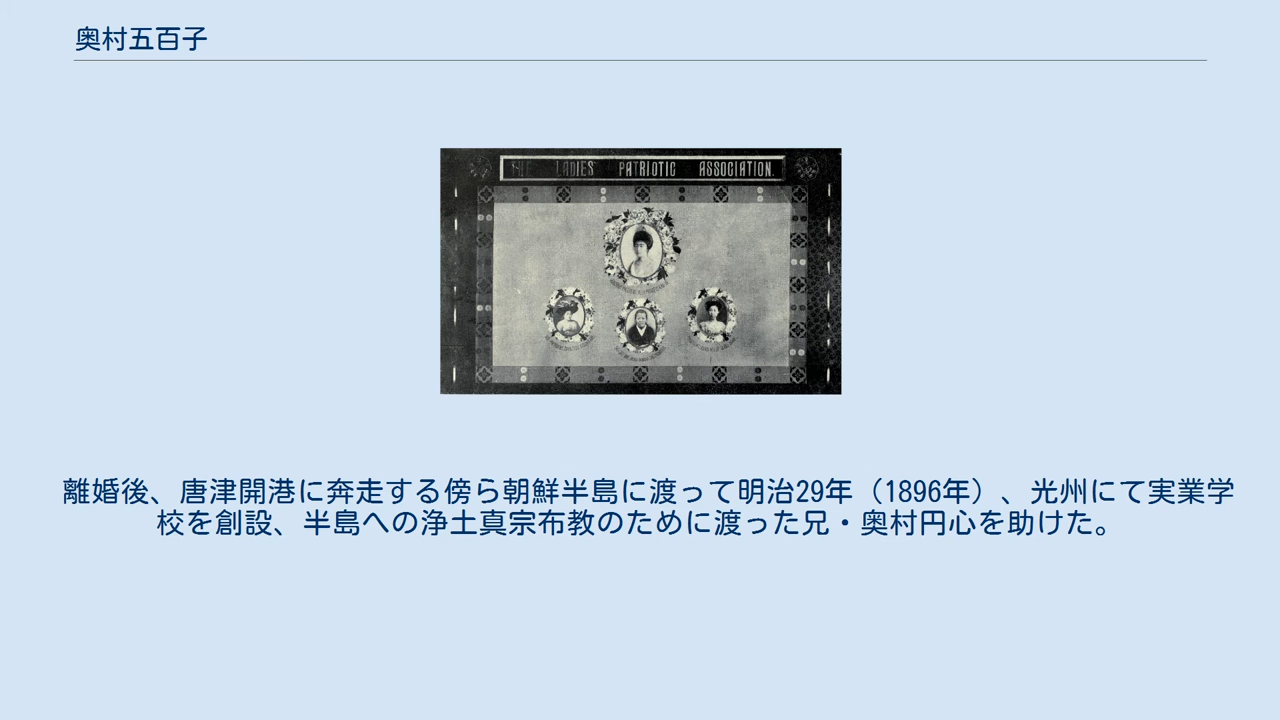 奥村五百子
THE LADIES PATRIOTIC ASSOCIATION.
離婚後、唐津開港に奔走する傍ら朝鮮半島に渡って明治29年（1896年）、光州にて実業学
校を創設、半島への浄土真宗布教のために渡った兄・奥村円心を助けた。